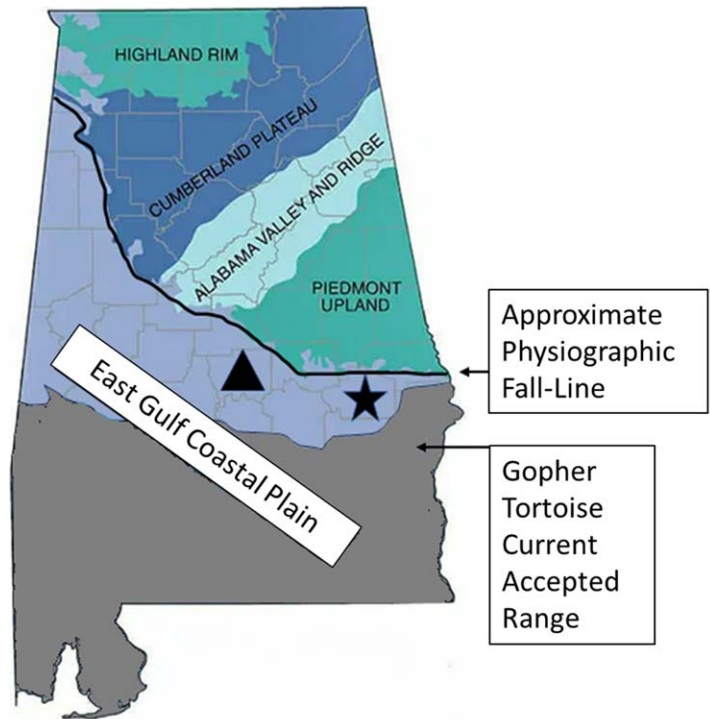 HIGHLAND RIM
CUMBERLAND PLATEAU
ALABAMA VALLEY AND RIDGE
PIEDMONT
UPLAND
Approximate
Physiographic
Fall-Line
East Gulf Coastal Plain
Gopher
Tortoise
Current
Accepted
Range